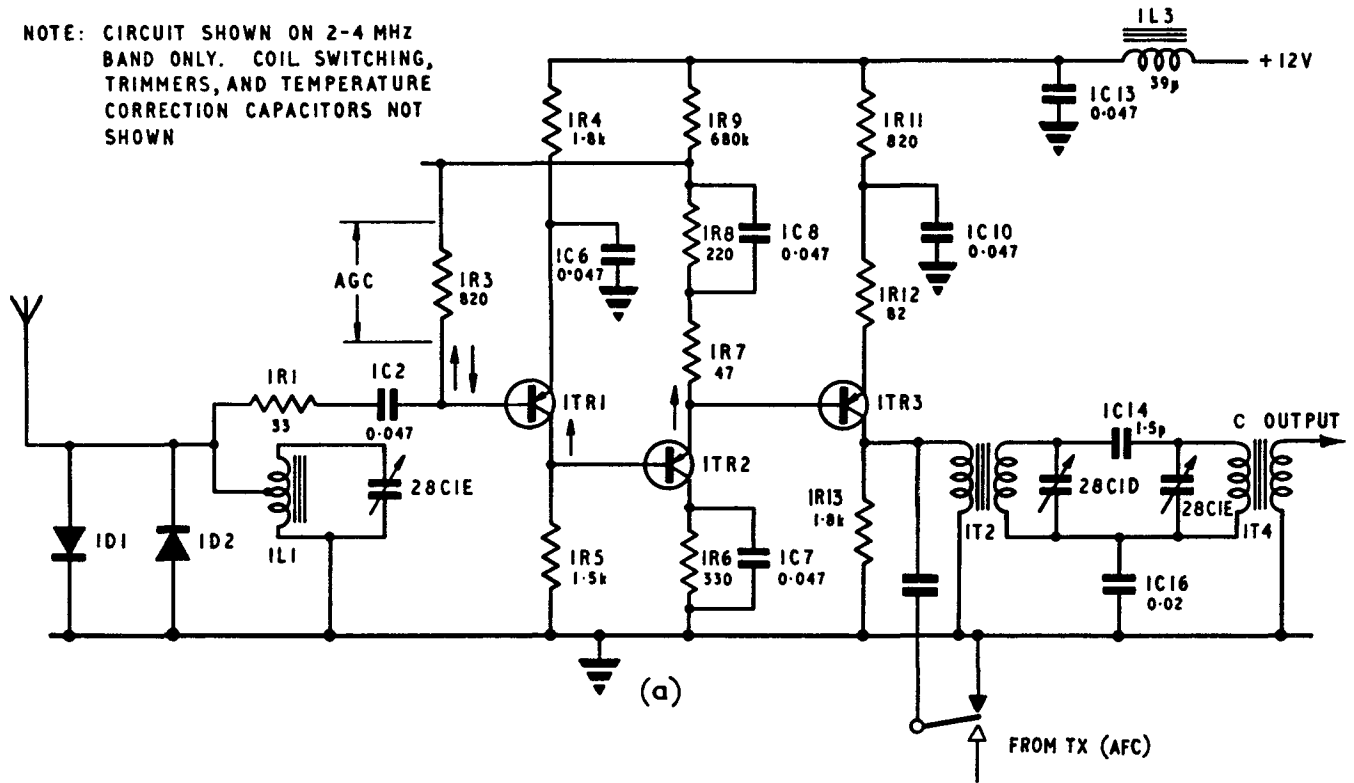 NOTE: CIRCUIT SHOWN ON 2-4 MHz
BAND ONLY. COIL SWITCHING,
TRIMMERS, AND TEMPERATURE
CORRECTION CAPACITORS NOT
SHOWN
1L3
39µ
+12V
1C13
0.047
1R4
1·8k
1R9
680k
1R11
820
AGC
1R3
820
1C6
0·047
1R8
220
1C8
0·047
1C10
0·047
1R12
82
1R7
47
1R1
33
1C2
0·047
1TR1
1TR2
1TR3
1C14
1·5p
C OUTPUT
28C1E
1L1
1D1
1D2
1R5
1·5k
1R6
330
1C7
0·047
1R13
1·8k
1T2
28C1D
28C1E
1T4
1C16
0·02
(a)
FROM TX (AFC)